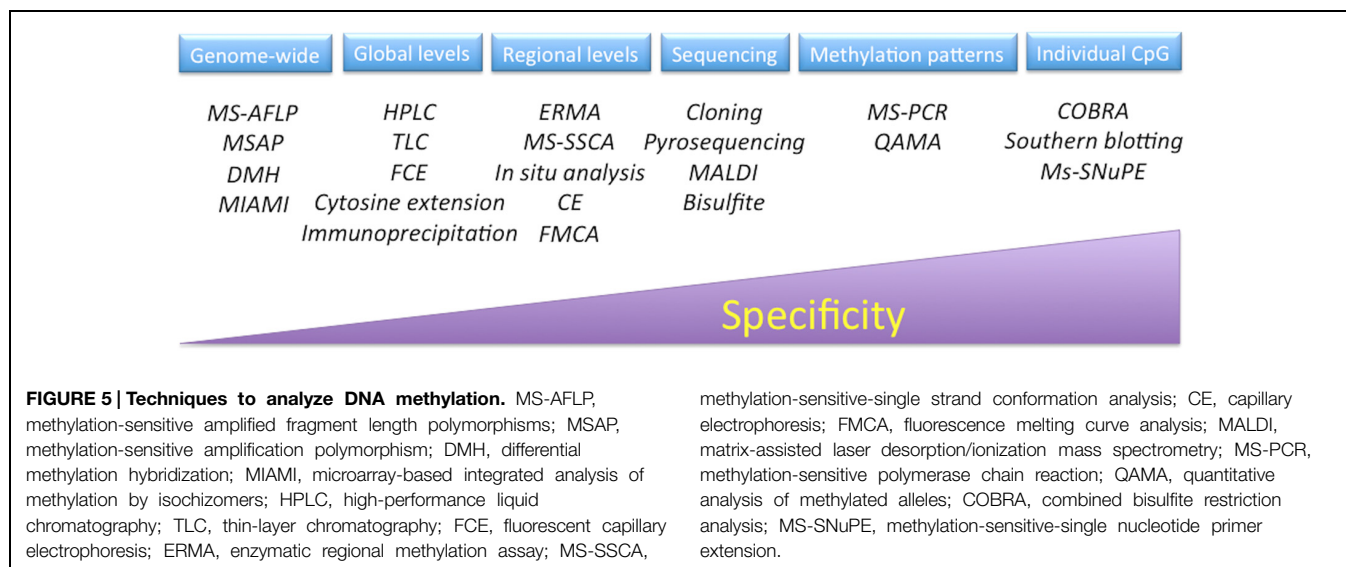 Genome-wide Global levels Regional levels Sequencing Methylation patterns Individual CpG
MS-AFLP HPLC ERMA Cloning MS-PCR COBRA
MSAP TLC MS-SSCA Pyrosequencing QAMA Southern blotting
DMH FCE In situ analysis MALDI Ms-SNuPE
MIAMI Cytosine extension CE Bisulfite
Immunoprecipitation FMCA
Specificity
FIGURE 5 | Techniques to analyze DNA methylation. MS-AFLP,
methylation-sensitive amplified fragment length polymorphisms; MSAP,
methylation-sensitive amplification polymorphism; DMH, differential
methylation hybridization; MIAMI, microarray-based integrated analysis of
methylation by isochizomers; HPLC, high-performance liquid
chromatography; TLC, thin-layer chromatography; FCE, fluorescent capillary
electrophoresis; ERMA, enzymatic regional methylation assay; MS-SSCA,
methylation-sensitive-single strand conformation analysis; CE, capillary
electrophoresis; FMCA, fluorescence melting curve analysis; MALDI,
matrix-assisted laser desorption/ionization mass spectrometry; MS-PCR,
methylation-sensitive polymerase chain reaction; QAMA, quantitative
analysis of methylated alleles; COBRA, combined bisulfite restriction
analysis; MS-SNuPE, methylation-sensitive-single nucleotide primer
extension.